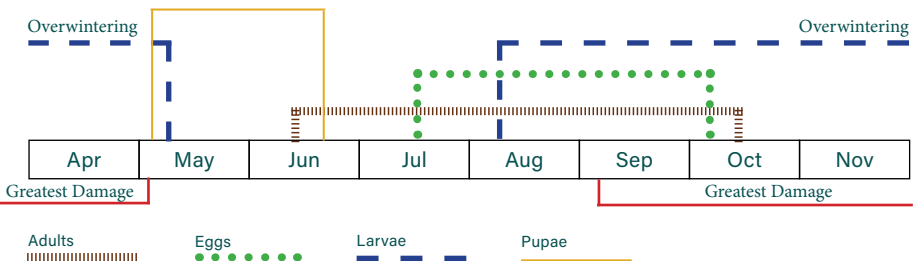 Overwintering Overwintering
Apr May Jun Jul Aug Sep Oct Nov
Greatest Damage Greatest Damage
Adults Eggs Larvae Pupae